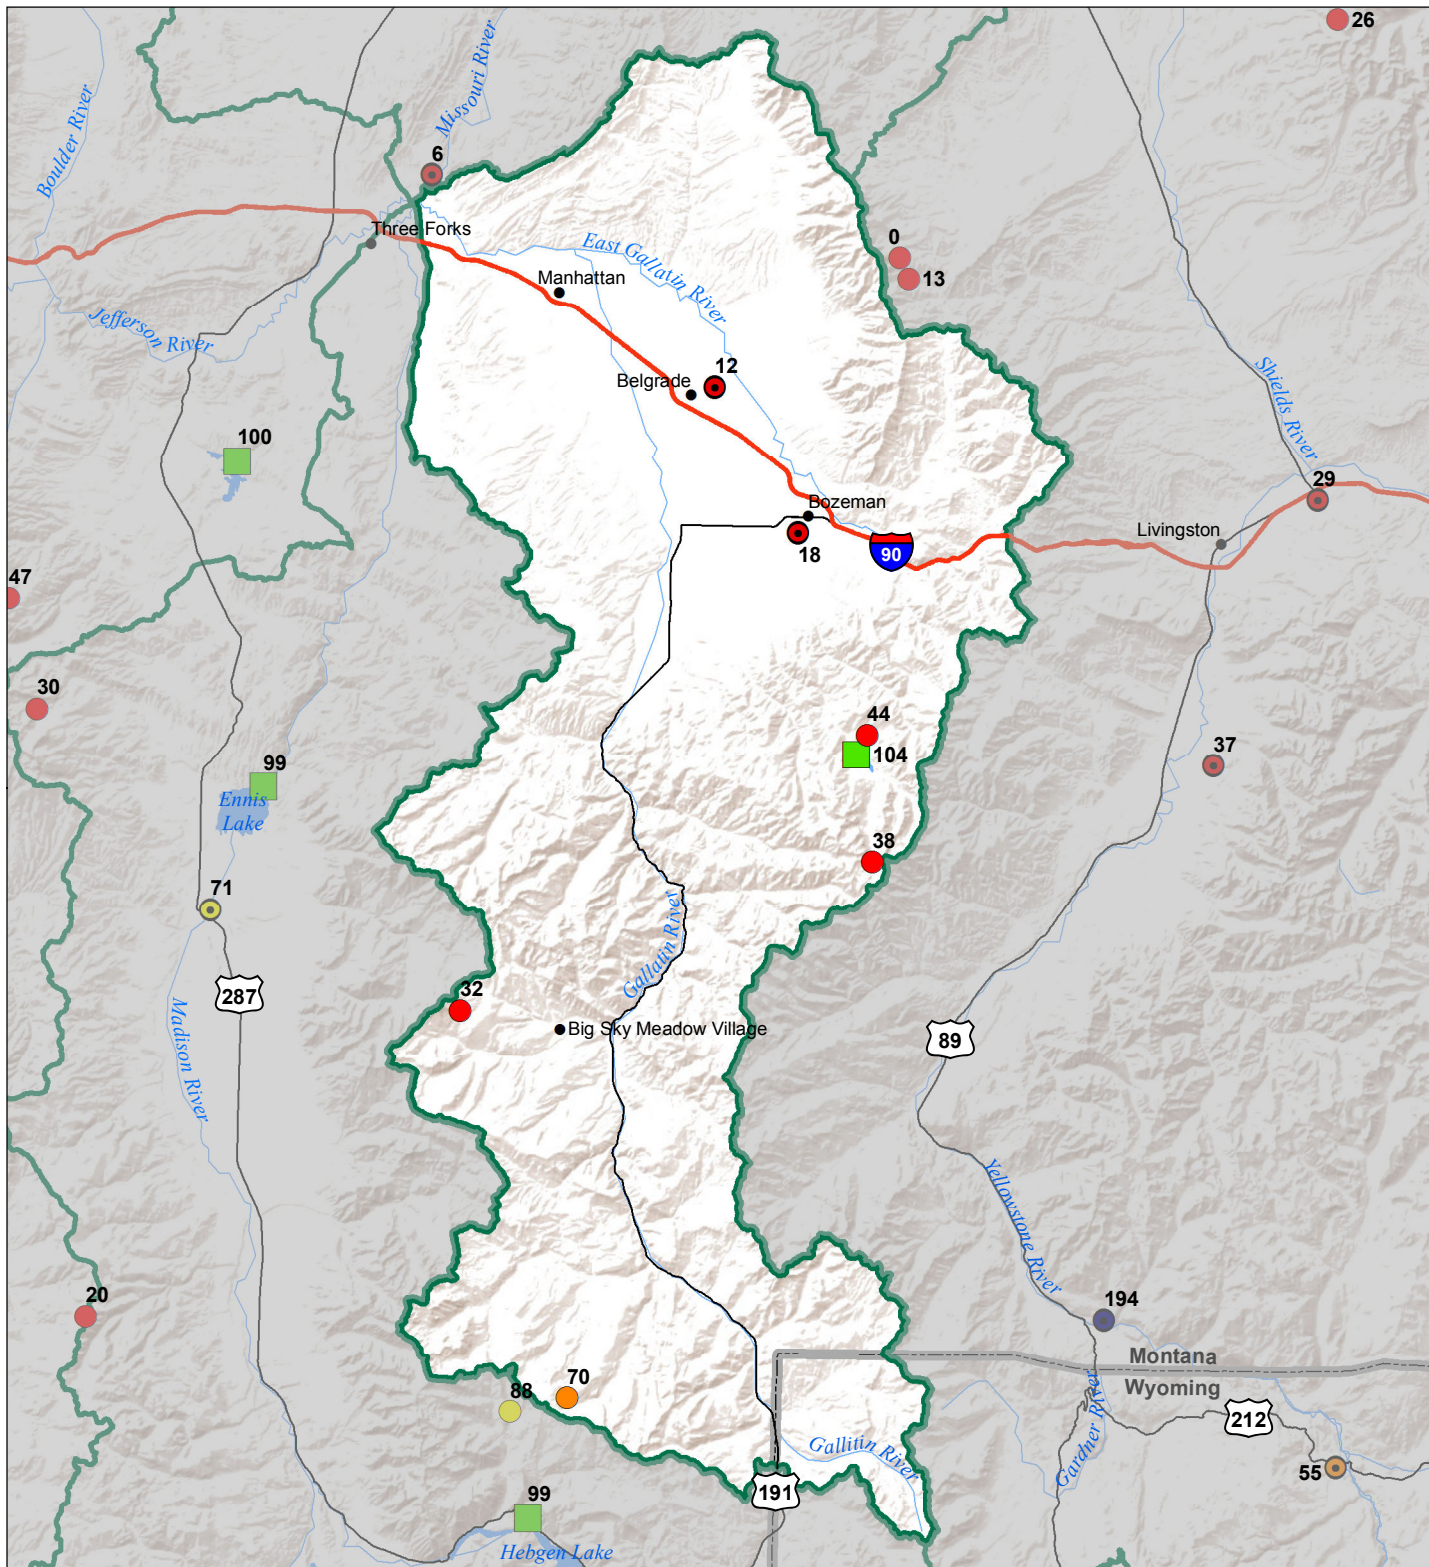 26
Missouri River
Boulder River
6
Three Forks
0
13
East Gallatin River
Manhattan
Jefferson River
12
Belgrade
Shields River
100
29
Bozeman
18
90
Livingston
47
30
44
104
37
99
Ennis
Lake
38
71
Gallatin River
32
287
Big Sky Meadow Village
89
Madison River
Yellowstone River
20
194
Montana
Wyoming
88
70
Gardner River
212
Gallitin River
55
191
99
Hebgen Lake